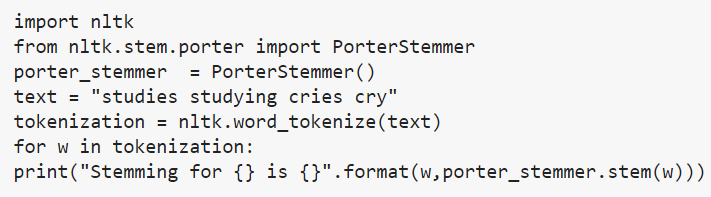 import nltk
from nltk.stem.porter import PorterStemmer
porter_stemmer  = PorterStemmer()
text = "studies studying cries cry"
tokenization = nltk.word_tokenize(text)
for w in tokenization:
print("Stemming for {} is {}".format(w,porter_stemmer.stem(w)))